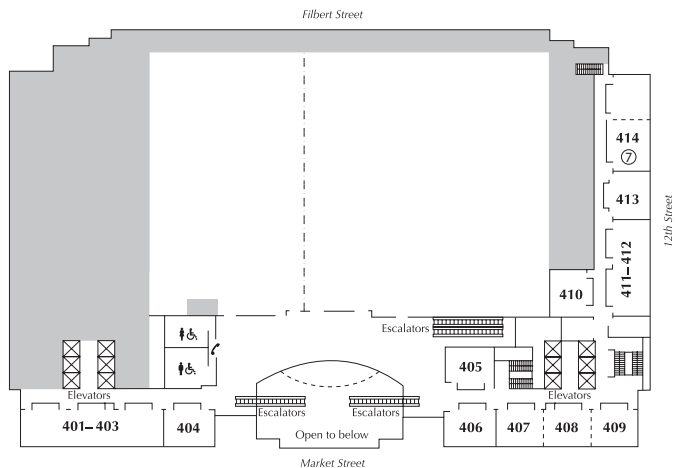 Filbert Street
414
7
413
12th Street
411–412
410
Escalators
405
Elevators
Elevators
Escalators
Escalators
401–403
404
Open to below
406
407
408
409
Market Street